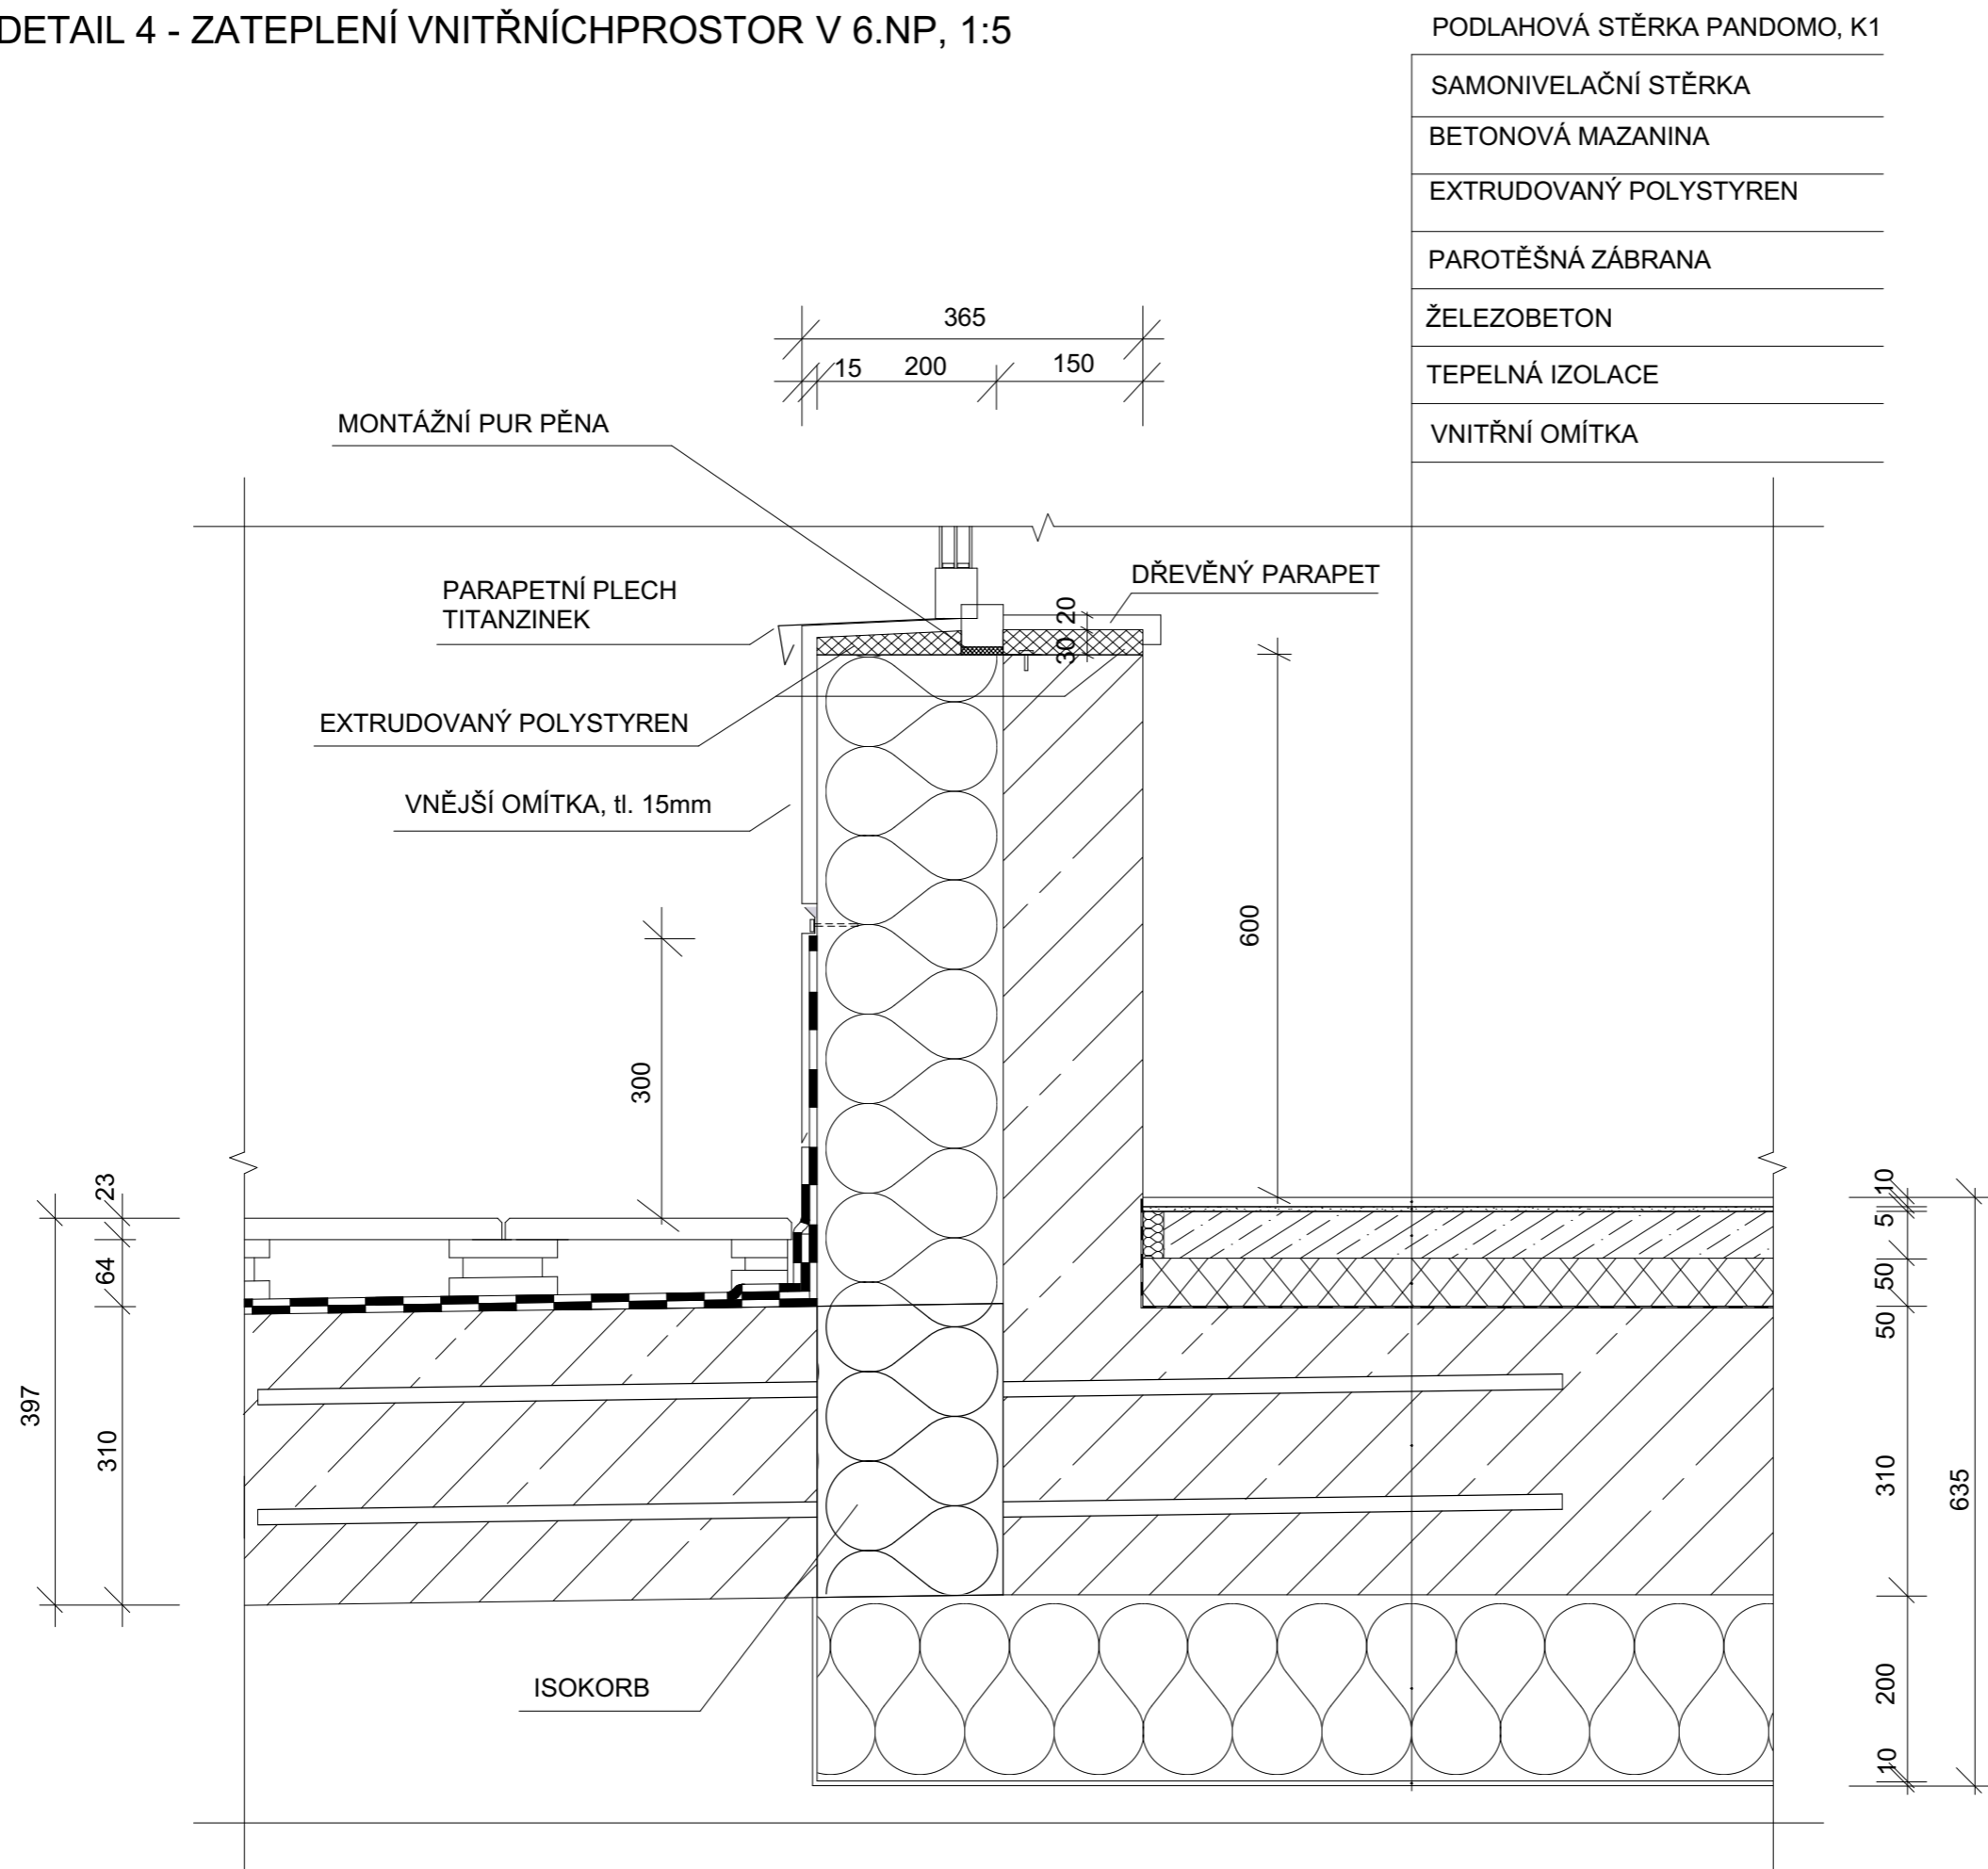 DETAIL 4 - ZATEPLENÍ VNITŘNÍCHPROSTOR V 6.NP, 1:5
PODLAHOVÁ STĚRKA PANDOMO, K1
SAMONIVELAČNÍ STĚRKA
BETONOVÁ MAZANINA
EXTRUDOVANÝ POLYSTYREN
PAROTĚŠNÁ ZÁBRANA
ŽELEZOBETON
TEPELNÁ IZOLACE
VNITŘNÍ OMÍTKA
365
15
200
150
MONTÁŽNÍ PUR PĚNA
PARAPETNÍ PLECH
TITANZINEK
DŘEVĚNÝ PARAPET
20
30
EXTRUDOVANÝ POLYSTYREN
VNĚJŠÍ OMÍTKA, tl. 15mm
600
300
23
64
397
310
10
5
50
50
310
635
200
10
ISOKORB